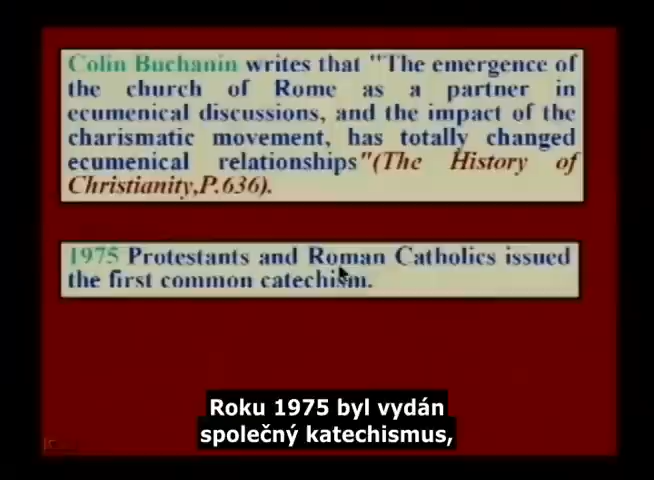 Colin Buchanin writes that "The emergence of
the church of Rome as a partner in
ecumenical discussions, and the impact of the
charismatic movement, has totally changed
ecumenical relationships"(The History of
Christianity,P.636).
1975 Protestants and Roman Catholics issued
the first common catechism.
Roku 1975 byl vydán
společný katechismus,